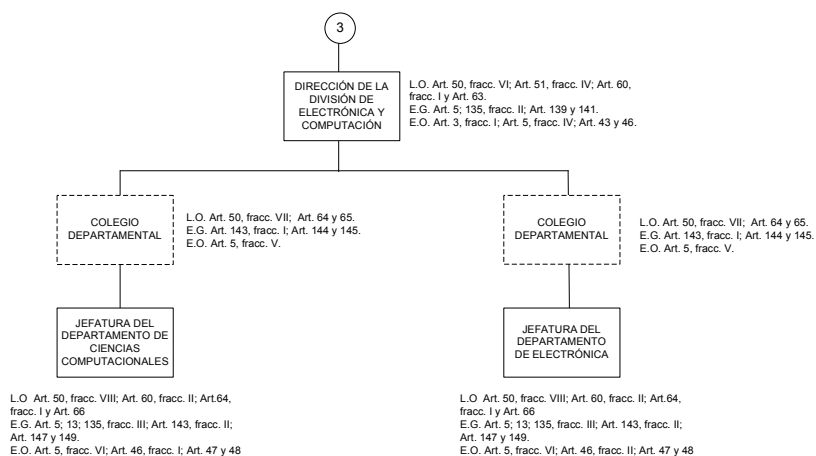 3
DIRECCIÓN DE LA
DIVISIÓN DE
ELECTRÓNICA Y
COMPUTACIÓN
L.O. Art. 50, fracc. VI; Art. 51, fracc. IV; Art. 60,
fracc. I y Art. 63.
E.G. Art. 5; 135, fracc. II; Art. 139 y 141.
E.O. Art. 3, fracc. I; Art. 5, fracc. IV; Art. 43 y 46.
COLEGIO
DEPARTAMENTAL
L.O. Art. 50, fracc. VII; Art. 64 y 65.
E.G. Art. 143, fracc. I; Art. 144 y 145.
E.O. Art. 5, fracc. V.
COLEGIO
DEPARTAMENTAL
L.O. Art. 50, fracc. VII; Art. 64 y 65.
E.G. Art. 143, fracc. I; Art. 144 y 145.
E.O. Art. 5, fracc. V.
JEFATURA DEL
DEPARTAMENTO DE
CIENCIAS
COMPUTACIONALES
L.O Art. 50, fracc. VIII; Art. 60, fracc. II; Art.64,
fracc. I y Art. 66
E.G. Art. 5; 13; 135, fracc. III; Art. 143, fracc. II;
Art. 147 y 149.
E.O. Art. 5, fracc. VI; Art. 46, fracc. I; Art. 47 y 48
JEFATURA DEL
DEPARTAMENTO
DE ELECTRÓNICA
L.O Art. 50, fracc. VIII; Art. 60, fracc. II; Art.64,
fracc. I y Art. 66
E.G. Art. 5; 13; 135, fracc. III; Art. 143, fracc. II;
Art. 147 y 149.
E.O. Art. 5, fracc. VI; Art. 46, fracc. II; Art. 47 y 48